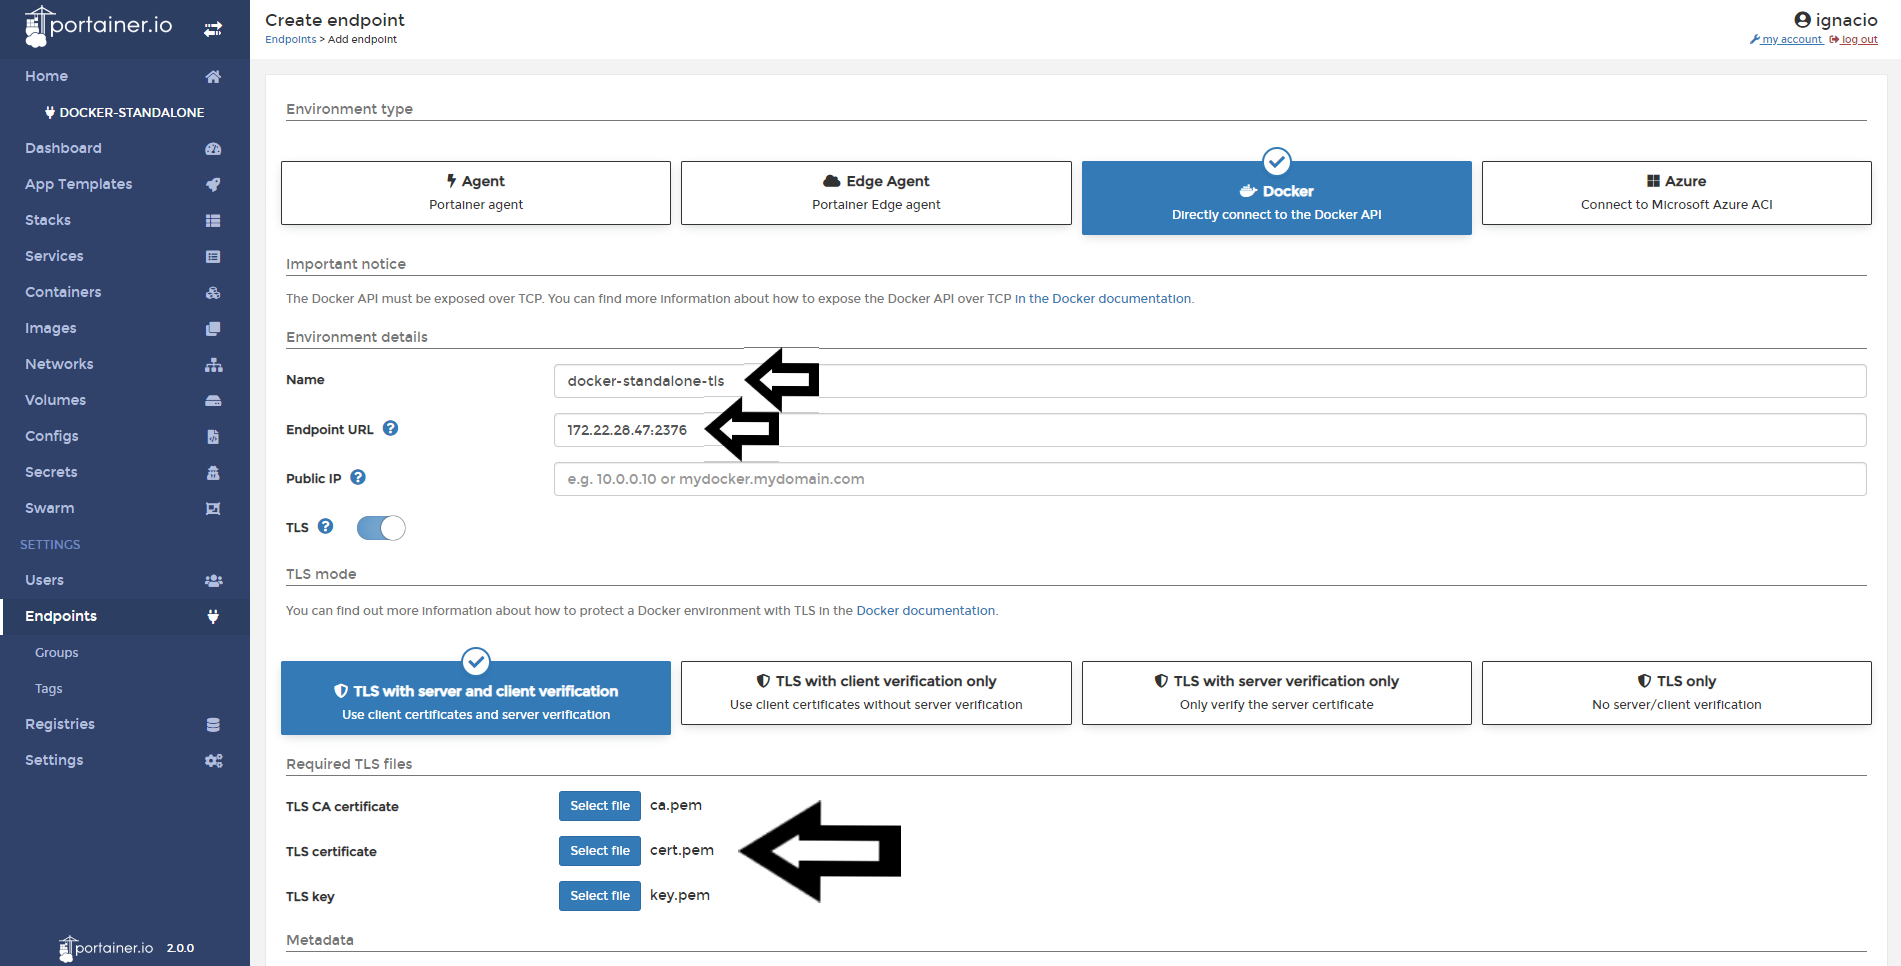 portainer.io
Home
DOCKER-STANDALONE
Dashboard
App Templates
Stacks
Services
Containers
Images
Networks
Volumes
Configs
Secrets
Swarm
SETTINGS
Users
Endpoints
Groups
Tags
Registries
Settings
portainer.io 2.0.0
Create endpoint
Endpoints > Add endpoint
ignacio
my account log out
Environment type
Agent
Portainer agent
Edge Agent
Portainer Edge agent
Docker
Directly connect to the Docker API
Azure
Connect to Microsoft Azure ACI
Important notice
The Docker API must be exposed over TCP. You can find more information about how to expose the Docker API over TCP in the Docker documentation.
Environment details
Name docker-standalone-tls
Endpoint URL 172.22.28.47:2376
Public IP e.g. 10.0.0.10 or mydocker.mydomain.com
TLS
TLS mode
You can find out more information about how to protect a Docker environment with TLS in the Docker documentation.
TLS with server and client verification
Use client certificates and server verification
TLS with client verification only
Use client certificates without server verification
TLS with server verification only
Only verify the server certificate
TLS only
No server/client verification
Required TLS files
TLS CA certificate Select file ca.pem
TLS certificate Select file cert.pem
TLS key Select file key.pem
Metadata